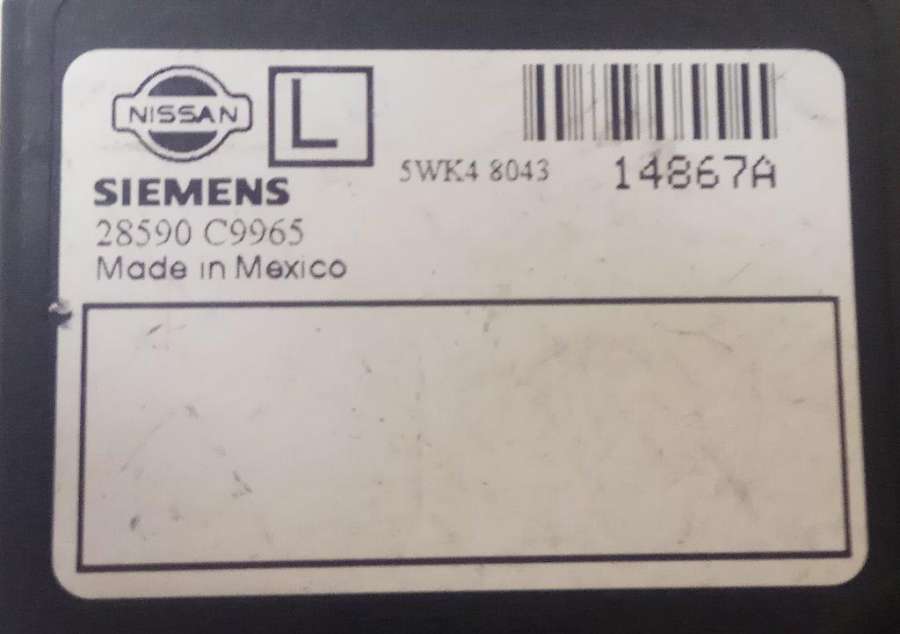 NISSAN
L
5WK4 8043
14867A
SIEMENS
28590 C9965
Made in Mexico